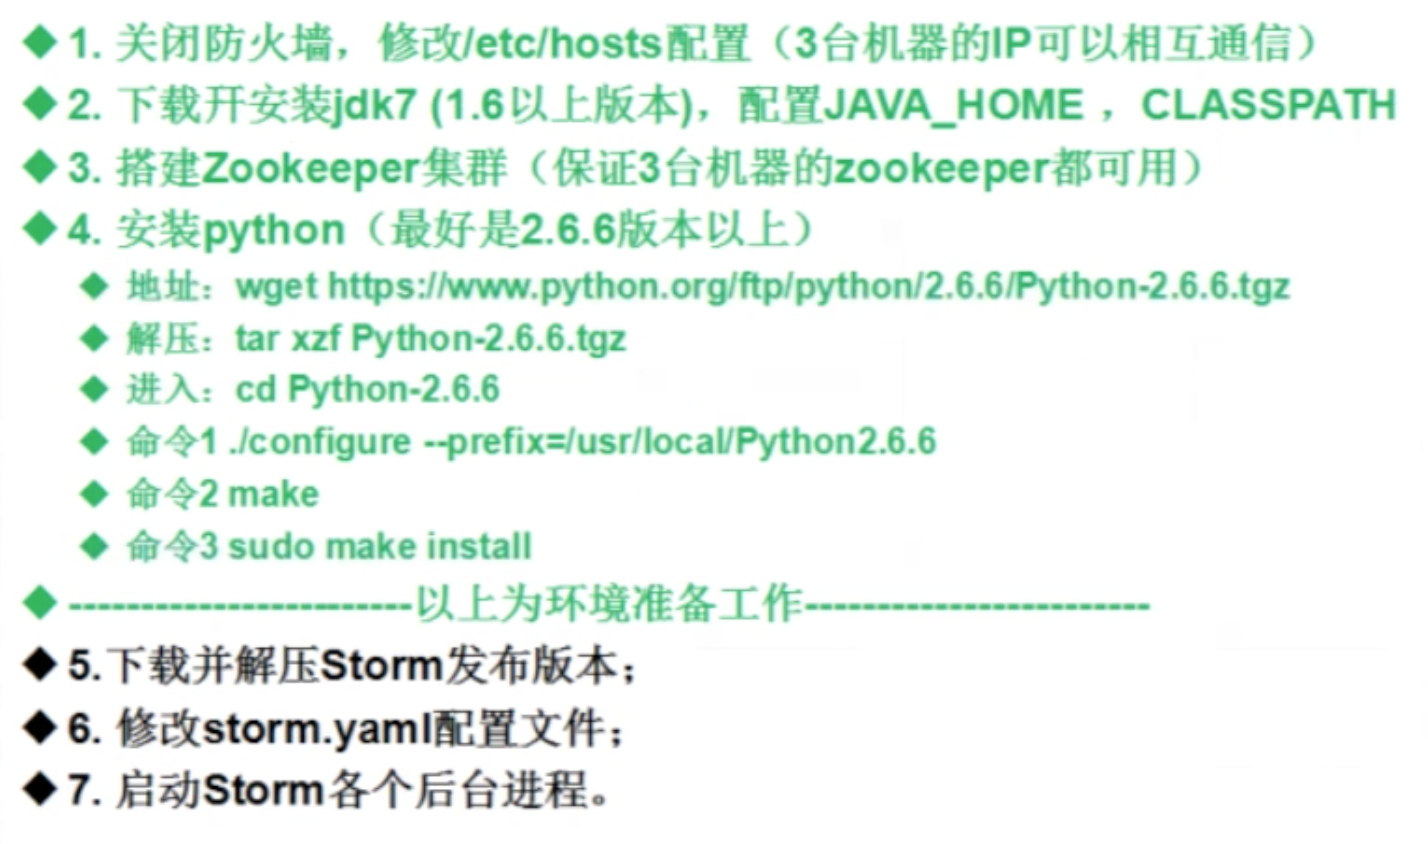 1. 关闭防火墙，修改/etc/hosts配置（3台机器的IP可以相互通信）
2. 下载开安装jdk7 (1.6以上版本)，配置JAVA_HOME ，CLASSPATH
3. 搭建Zookeeper集群（保证3台机器的zookeeper都可用）
4. 安装python（最好是2.6.6版本以上）
地址：wget https://www.python.org/ftp/python/2.6.6/Python-2.6.6.tgz
解压：tar xzf Python-2.6.6.tgz
进入：cd Python-2.6.6
命令1 ./configure --prefix=/usr/local/Python2.6.6
命令2 make
命令3 sudo make install
------------------------以上为环境准备工作------------------------
5.下载并解压Storm发布版本；
6. 修改storm.yaml配置文件；
7. 启动Storm各个后台进程。